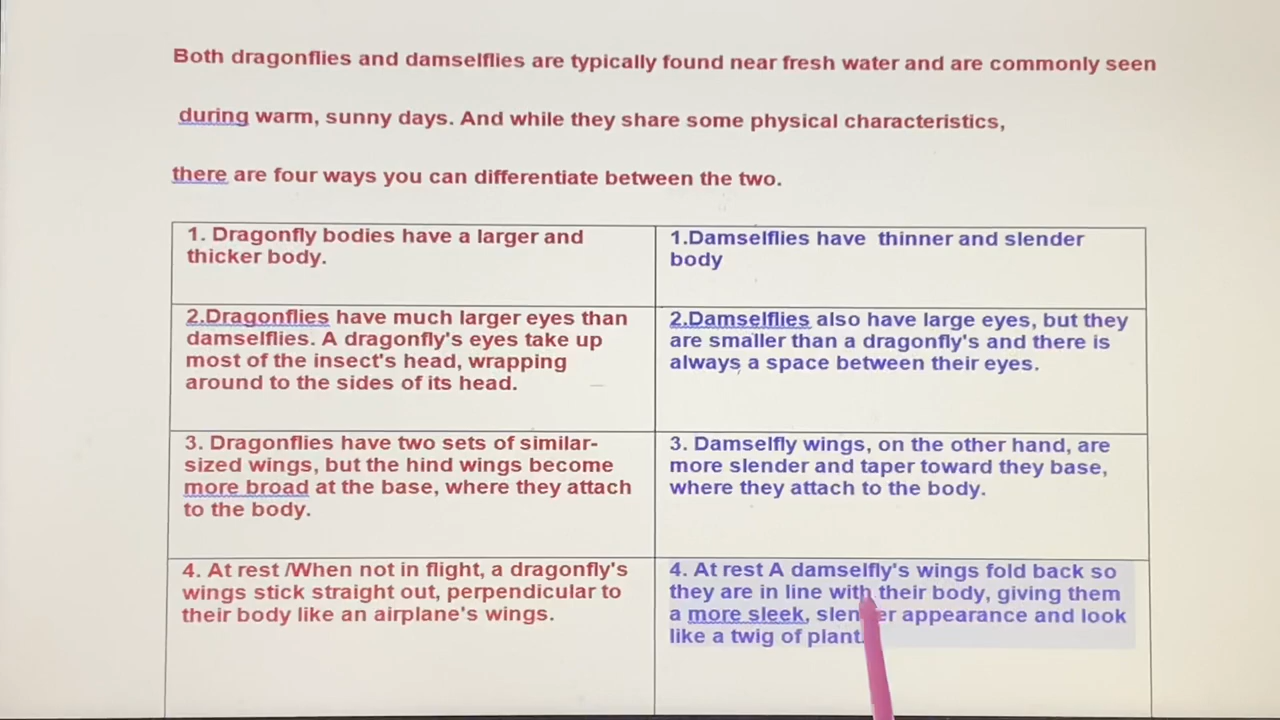 Both dragonflies and damselflies are typically found near fresh water and are commonly seen
during warm, sunny days. And while they share some physical characteristics,
there are four ways you can differentiate between the two.
1. Dragonfly bodies have a larger and
thicker body.
1.Damselflies have thinner and slender
body
2.Dragonflies have much larger eyes than
damselflies. A dragonfly's eyes take up
most of the insect's head, wrapping
around to the sides of its head.
2.Damselflies also have large eyes, but they
are smaller than a dragonfly's and there is
always a space between their eyes.
3. Dragonflies have two sets of similar-
sized wings, but the hind wings become
more broad at the base, where they attach
to the body.
3. Damselfly wings, on the other hand, are
more slender and taper toward they base,
where they attach to the body.
4. At rest /When not in flight, a dragonfly's
wings stick straight out, perpendicular to
their body like an airplane's wings.
4. At rest A damselfly's wings fold back so
they are in line with their body, giving them
a more sleek, slender appearance and look
like a twig of plant.